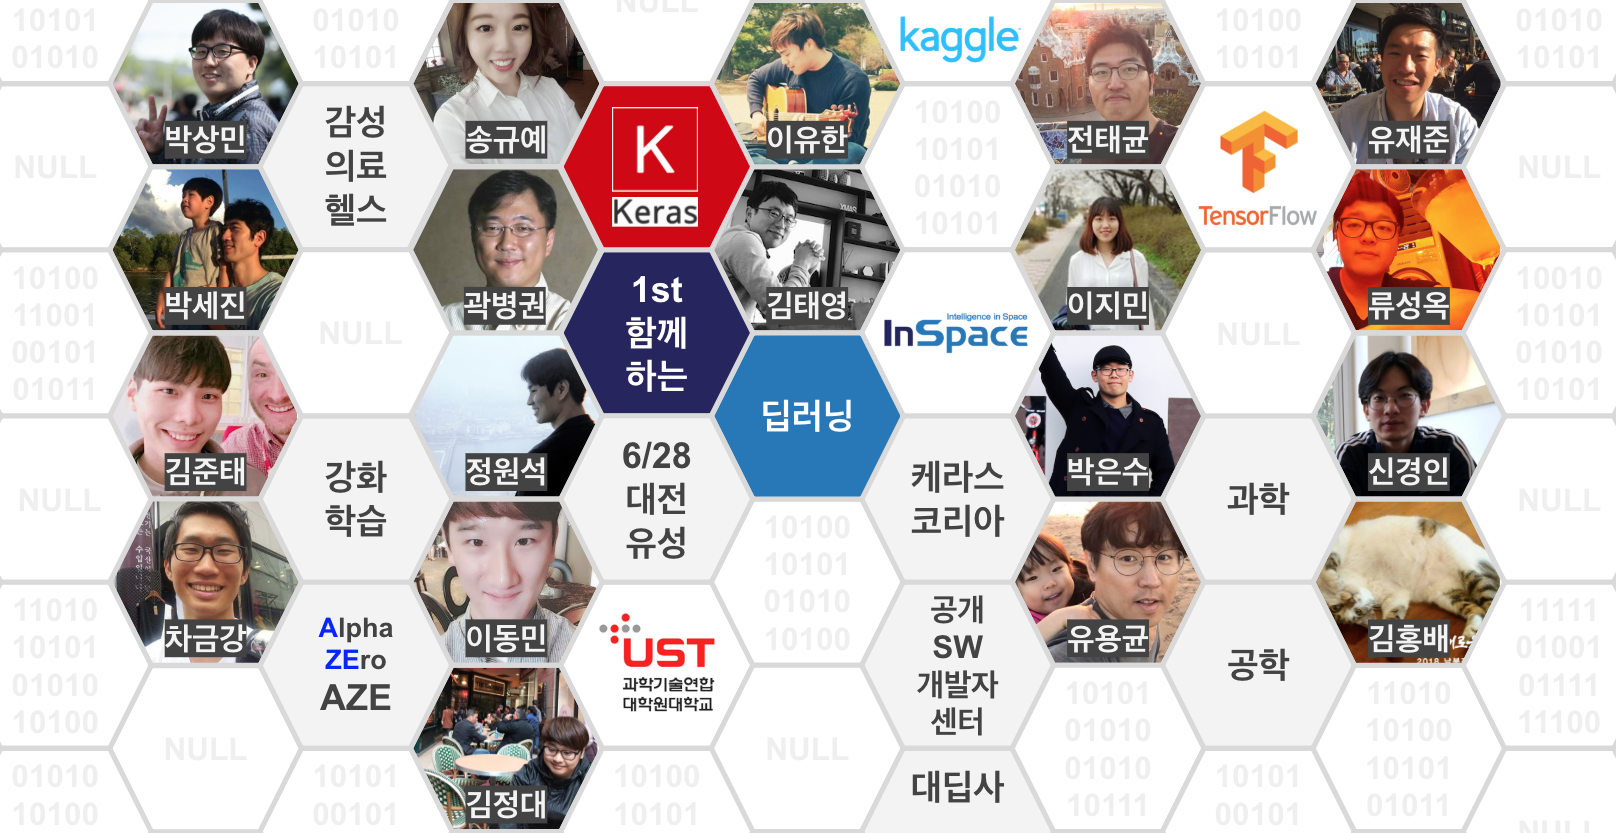 10101
01010
박상민
NULL
박세진
10100
11001
00101
01011
김준태
NULL
차금강
11010
10101
01010
10100
NULL
01010
10100
01010
10101
감성
의료
헬스
NULL
강화
학습
Alpha
ZEro
AZE
10101
00101
송규예
곽병권
정원석
이동민
김정대
NULL
K
Keras
1st
함께
하는
6/28
대전
유성
UST
과학기술연합
대학원대학교
10100
10101
이유한
김태영
딥러닝
10100
10101
01010
10100
NULL
kaggle
10100
10101
01010
10101
Intelligence in Space
InSpace
케라스
코리아
공개
SW
개발자
센터
대딥사
전태균
이지민
박은수
유용균
10101
01010
01010
10111
10100
01010
TensorFlow
NULL
과학
공학
10101
00101
유재준
류성옥
신경인
김홍배
11010
10100
10101
01011
01010
10101
NULL
10010
10101
01010
10101
NULL
11111
01001
01111
11100
NULL